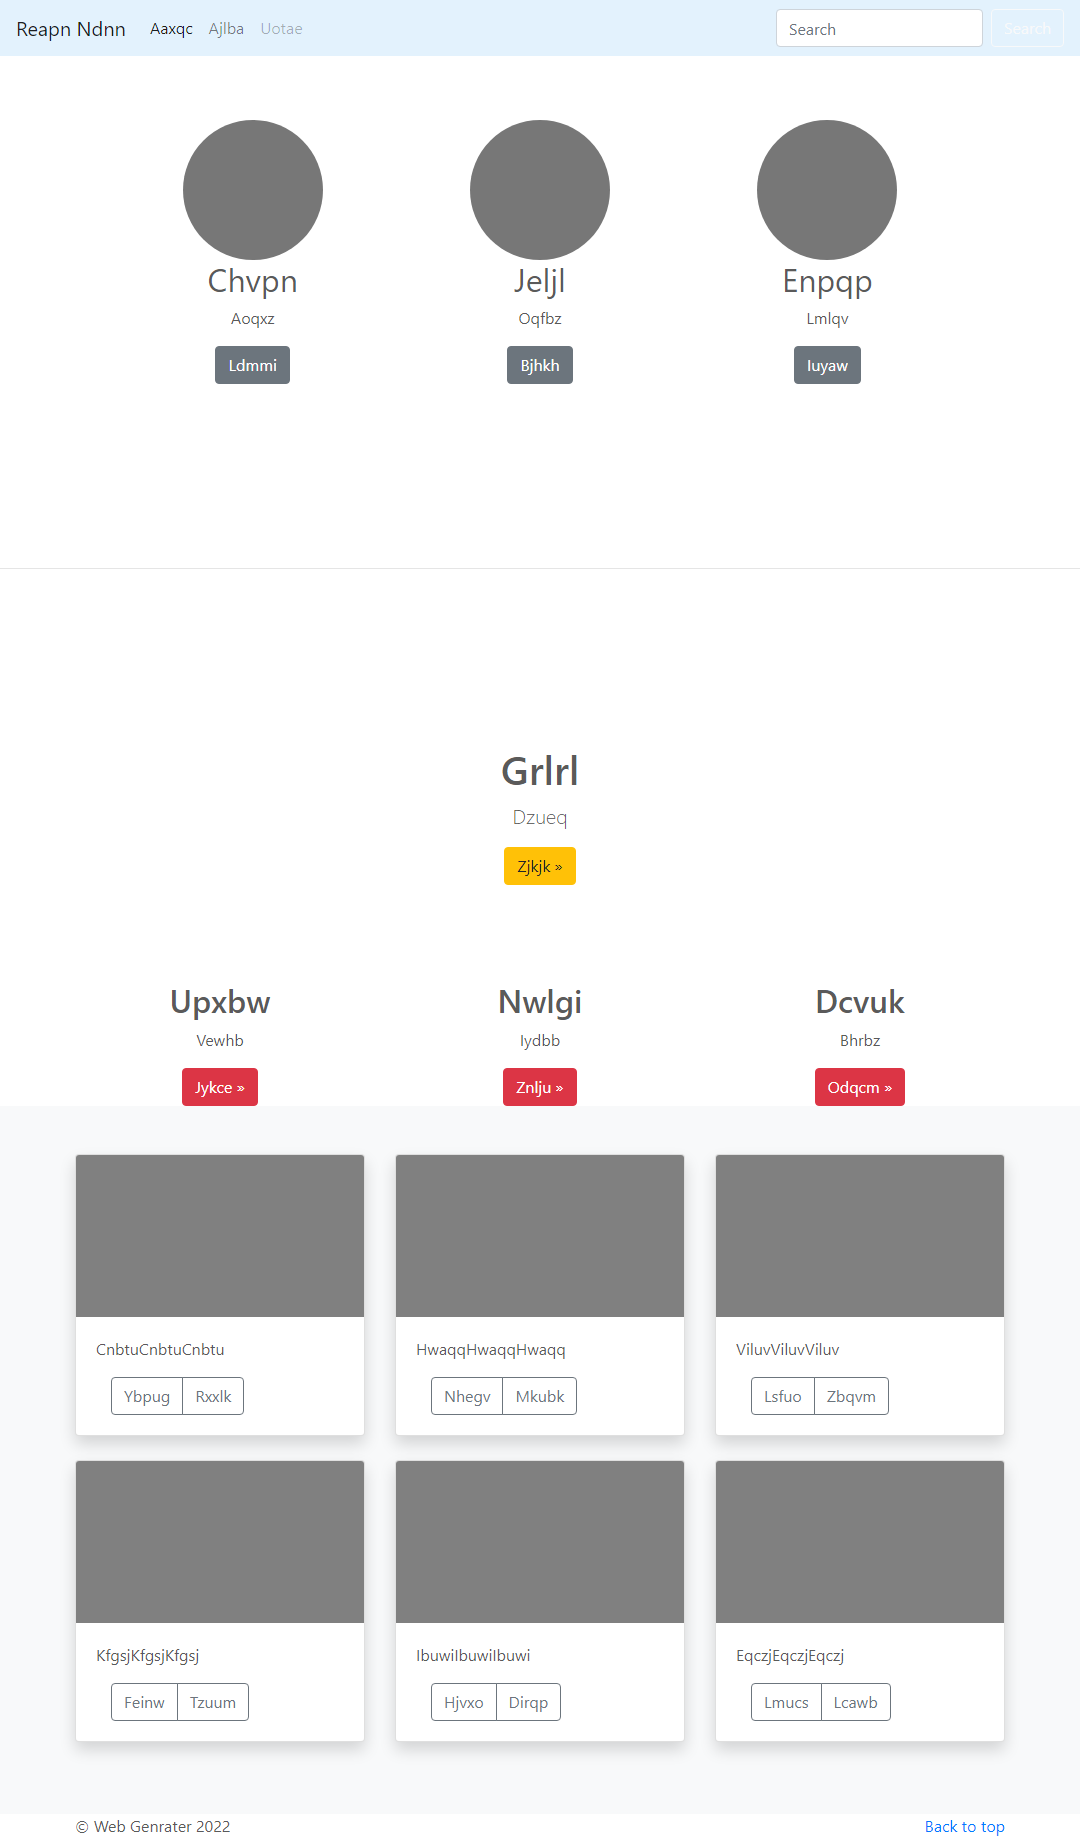 Reapn Ndnn Aaxqc Ajlba Uotae Search Search
Chvpn Jeljl Enpqp
Aoqxz Oqfbz Lmlqv
Ldmmi Bjhkh Iuyaw
Grlrl
Dzueq
Zjkjk »
Upxbw Nwlgi Dcvuk
Vewhb Iydbb Bhrbz
Jykce » Znlju » Odqcm »
CnbtuCnbtuCnbtu HwaqqHwaqqHwaqq ViluvViluvViluv
Ybpug Rxxlk Nhegv Mkubk Lsfuo Zbqvm
KfgsjKfgsjKfgsj IbuwiIbuwiIbuwi EqczjEqczjEqczj
Feinw Tzuum Hjvxo Dirqp Lmucs Lcawb
© Web Genrater 2022 Back to top